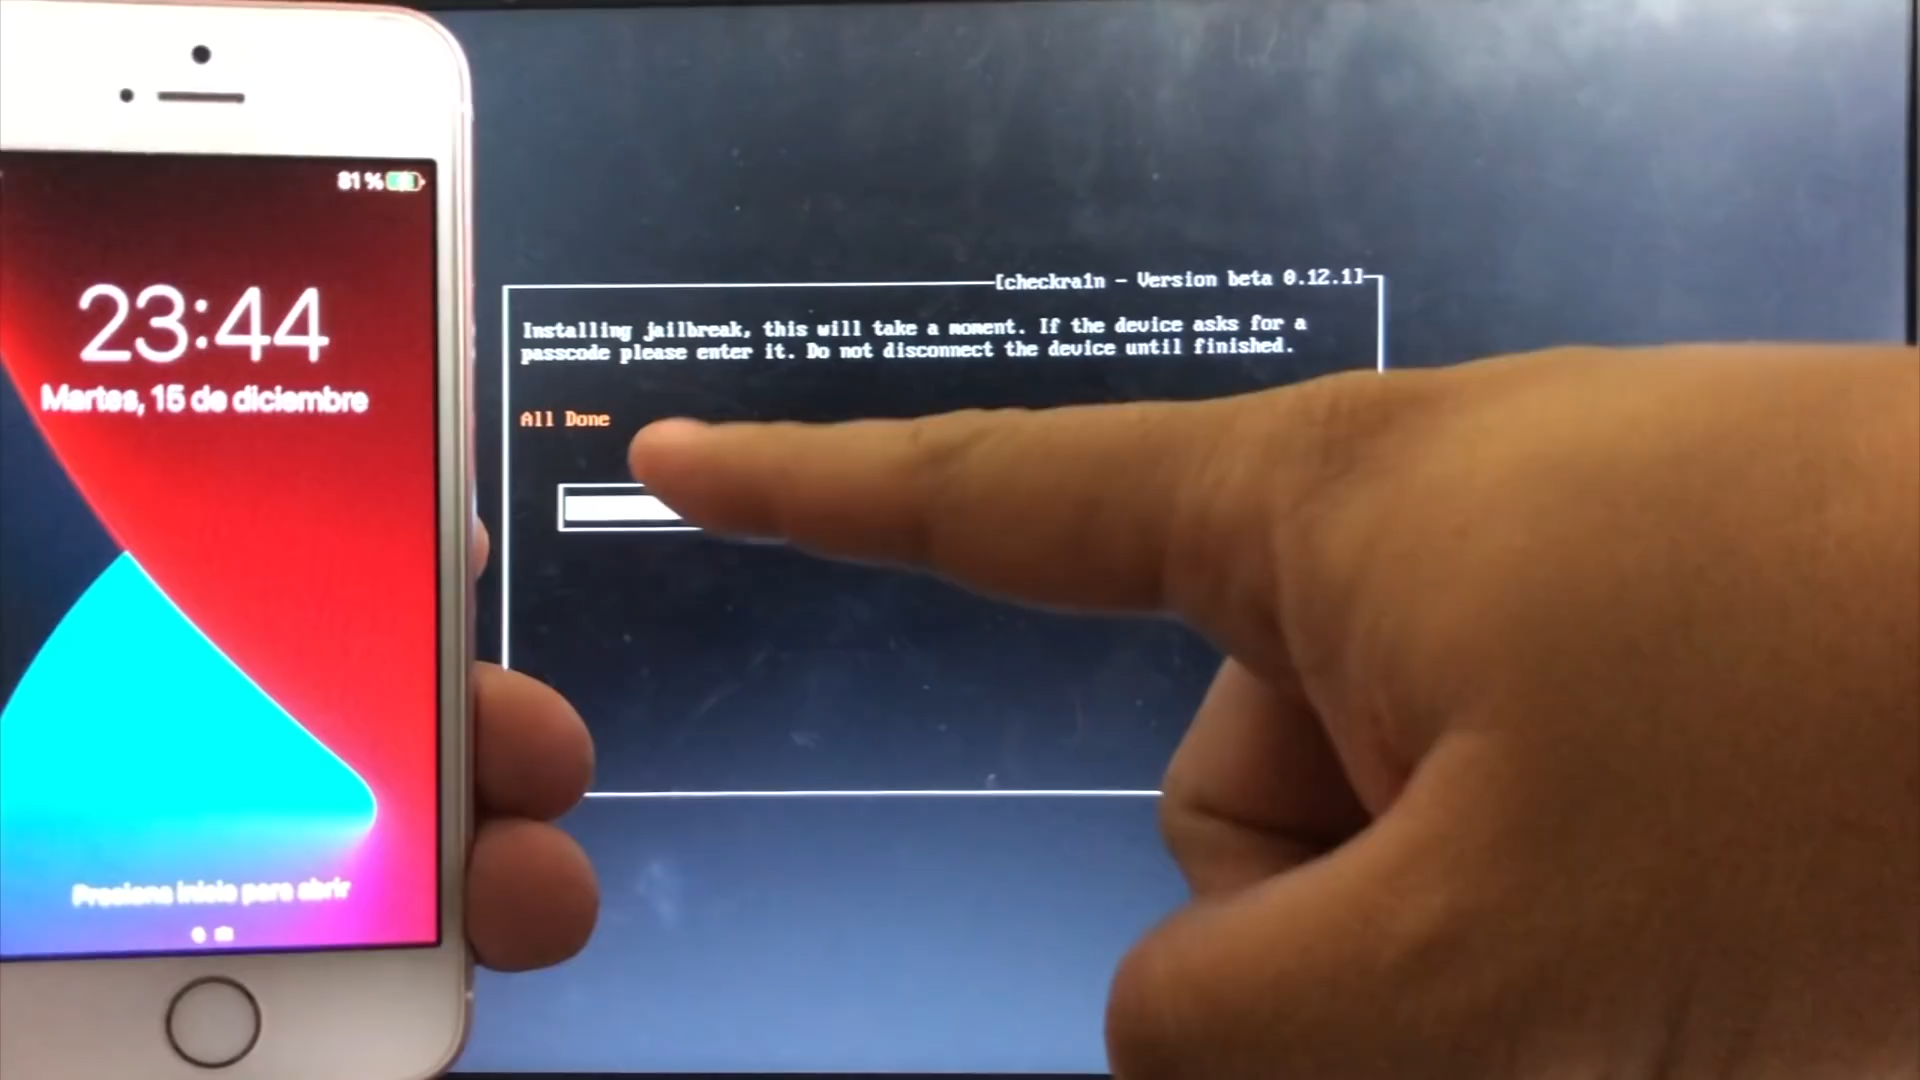 81 %
23:44
Martes, 15 de diciembre
Presiona inicio para abrir
[checkra1n - Version beta 0.12.1]
Installing jailbreak, this will take a moment. If the device asks for a
passcode please enter it. Do not disconnect the device until finished.
All Done